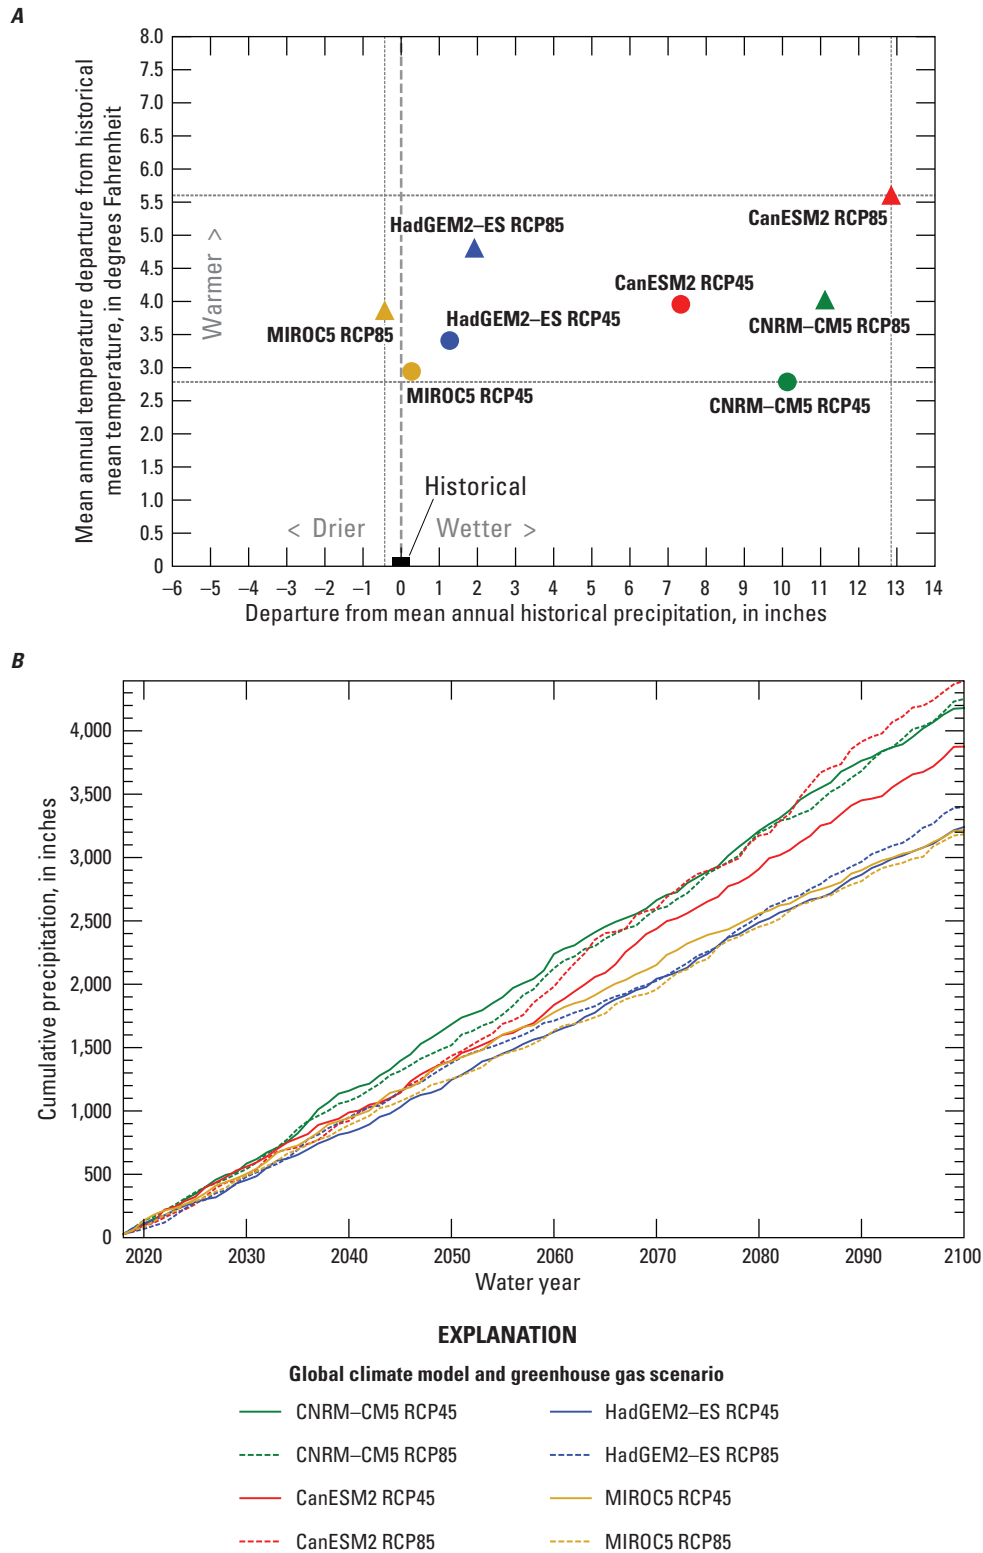 A
Mean annual temperature departure from historical
mean temperature, in degrees Fahrenheit
8.0
7.5
7.0
6.5
6.0
5.5
5.0
4.5
4.0
3.5
3.0
2.5
2.0
1.5
1.0
0.5
0
Warmer >
CanESM2 RCP85
HadGEM2–ES RCP85
CanESM2 RCP45
HadGEM2–ES RCP45
CNRM–CM5 RCP85
MIROC5 RCP85
MIROC5 RCP45
CNRM–CM5 RCP45
Historical
< Drier
Wetter >
–6 –5 –4 –3 –2 –1 0 1 2 3 4 5 6 7 8 9 10 11 12 13 14
Departure from mean annual historical precipitation, in inches
B
Cumulative precipitation, in inches
4,000
3,500
3,000
2,500
2,000
1,500
1,000
500
0
2020 2030 2040 2050 2060 2070 2080 2090 2100
Water year
EXPLANATION
Global climate model and greenhouse gas scenario
CNRM–CM5 RCP45
HadGEM2–ES RCP45
CNRM–CM5 RCP85
HadGEM2–ES RCP85
CanESM2 RCP45
MIROC5 RCP45
CanESM2 RCP85
MIROC5 RCP85